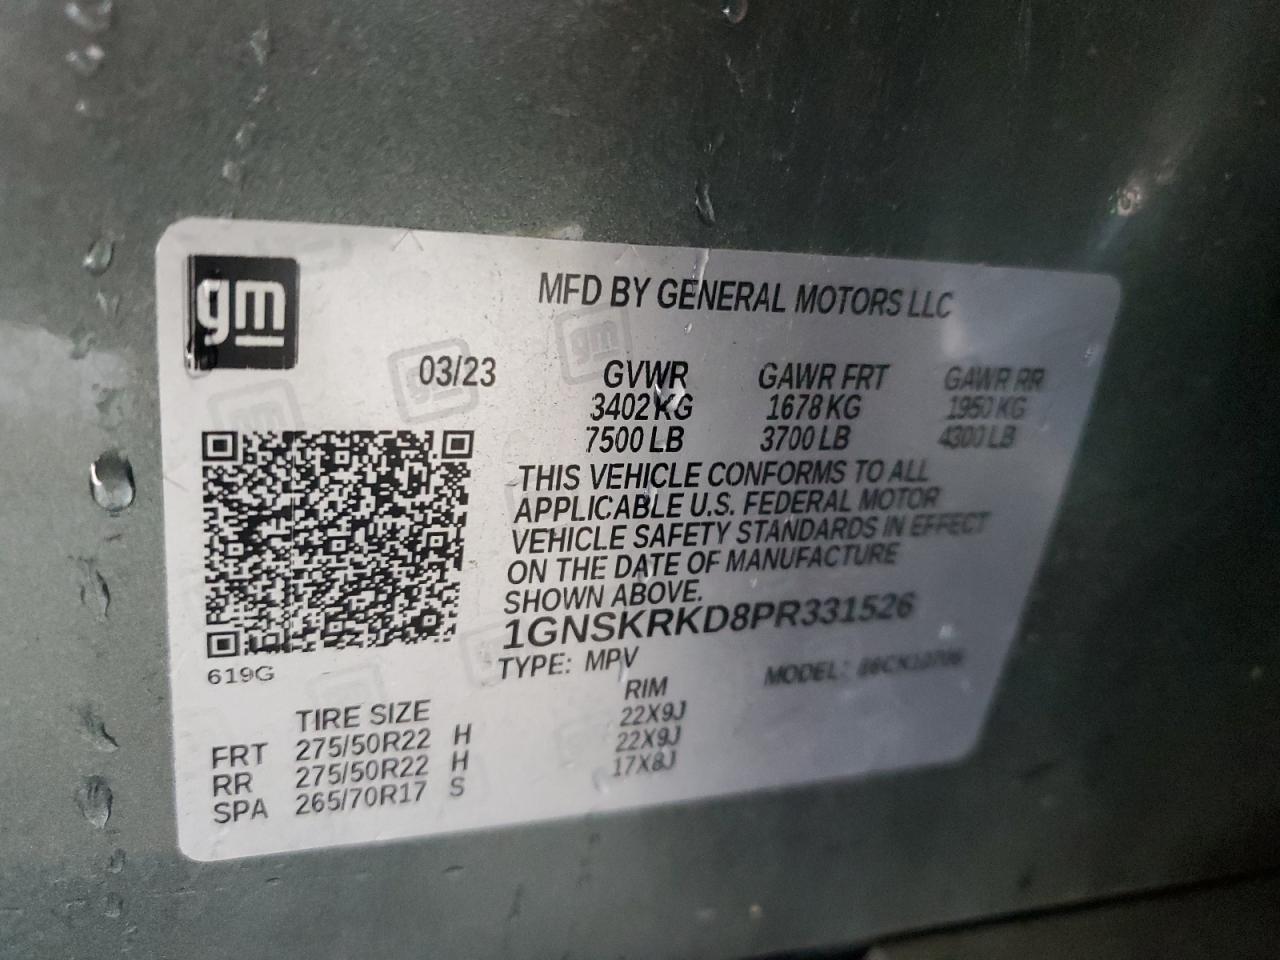 gm
MFD BY GENERAL MOTORS LLC
03/23 GVWR GAWR FRT GAWR RR
3402 KG 1678 KG 1950 KG
7500 LB 3700 LB 4300 LB
THIS VEHICLE CONFORMS TO ALL
APPLICABLE U.S. FEDERAL MOTOR
VEHICLE SAFETY STANDARDS IN EFFECT
ON THE DATE OF MANUFACTURE
SHOWN ABOVE.
1GNSKRKD8PR331526
619G
TYPE: MPV MODEL:
TIRE SIZE RIM
FRT 275/50R22 H 22X9J
RR 275/50R22 H 22X9J
SPA 265/70R17 S 17X8J